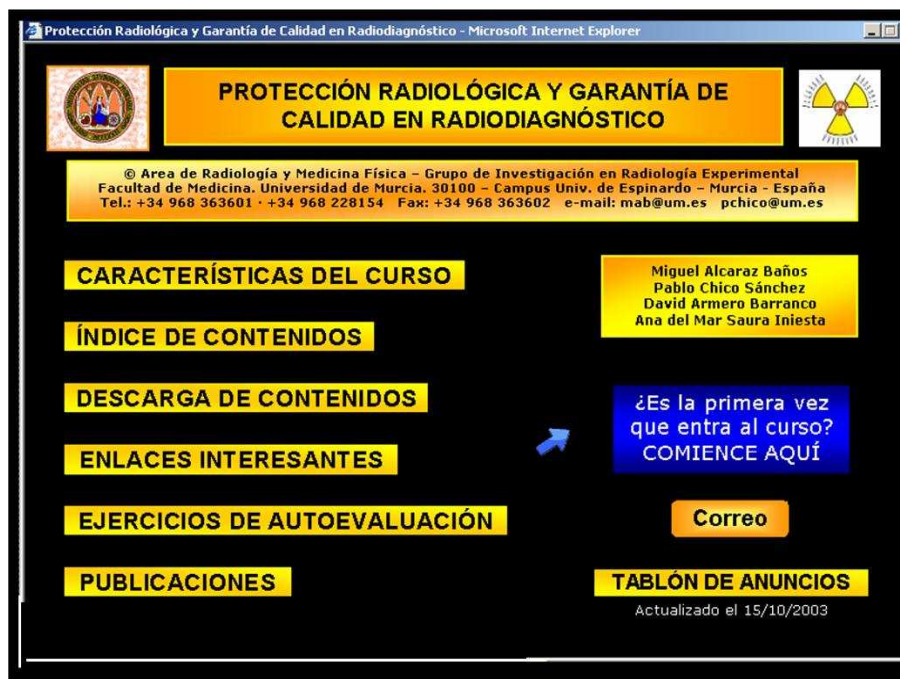 Protección Radiológica y Garantía de Calidad en Radiodiagnóstico - Microsoft Internet Explorer
PROTECCIÓN RADIOLÓGICA Y GARANTÍA DE
CALIDAD EN RADIODIAGNÓSTICO
© Area de Radiología y Medicina Física – Grupo de Investigación en Radiología Experimental
Facultad de Medicina. Universidad de Murcia. 30100 – Campus Univ. de Espinardo – Murcia - España
Tel.: +34 968 363601 · +34 968 228154 Fax: +34 968 363602 e-mail: mab@um.es pchico@um.es
CARACTERÍSTICAS DEL CURSO
ÍNDICE DE CONTENIDOS
DESCARGA DE CONTENIDOS
ENLACES INTERESANTES
EJERCICIOS DE AUTOEVALUACIÓN
PUBLICACIONES
Miguel Alcaraz Baños
Pablo Chico Sánchez
David Armero Barranco
Ana del Mar Saura Iniesta
¿Es la primera vez
que entra al curso?
COMIENCE AQUÍ
Correo
TABLÓN DE ANUNCIOS
Actualizado el 15/10/2003